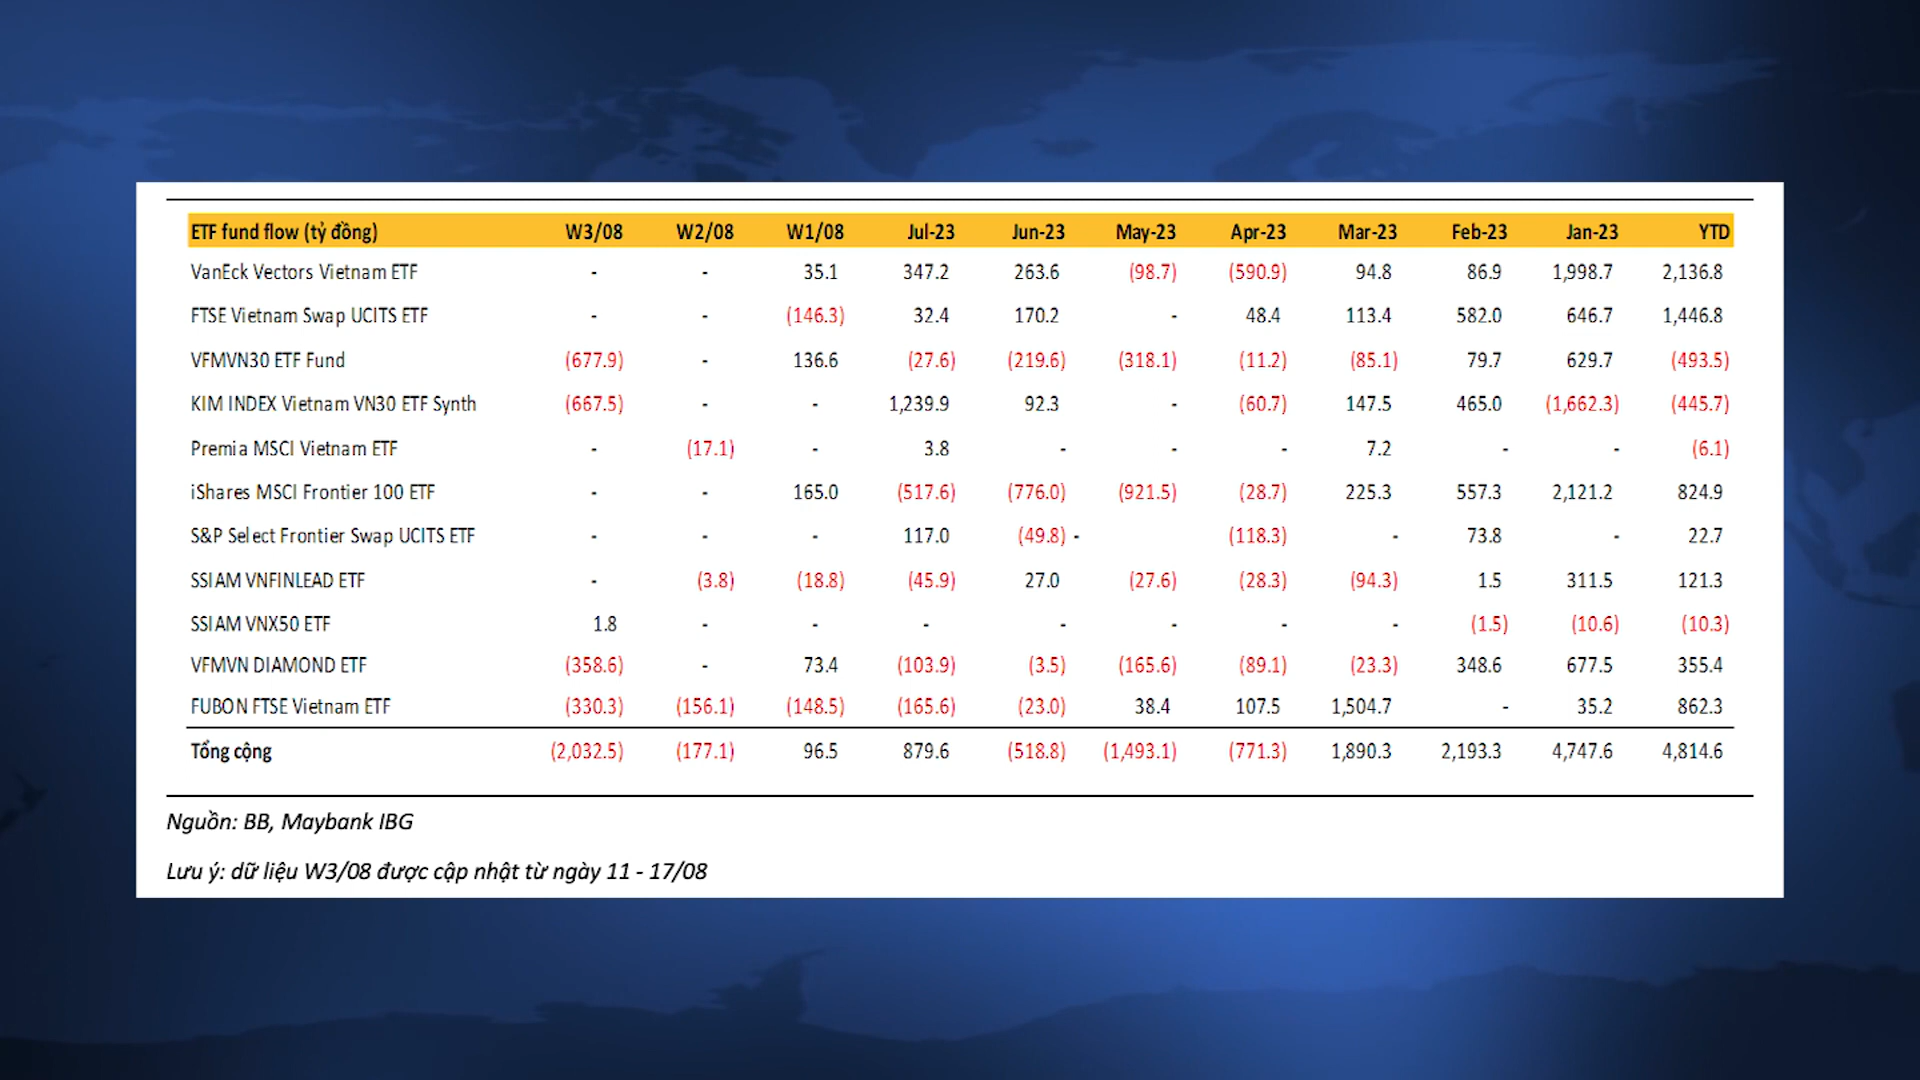 ETF fund flow (tỷ đồng) W3/08 W2/08 W1/08 Jul-23 Jun-23 May-23 Apr-23 Mar-23 Feb-23 Jan-23 YTD
VanEck Vectors Vietnam ETF - - 35.1 347.2 263.6 (98.7) (590.9) 94.8 86.9 1,998.7 2,136.8
FTSE Vietnam Swap UCITS ETF - - (146.3) 32.4 170.2 - 48.4 113.4 582.0 646.7 1,446.8
VFMVN30 ETF Fund (677.9) - 136.6 (27.6) (219.6) (318.1) (11.2) (85.1) 79.7 629.7 (493.5)
KIM INDEX Vietnam VN30 ETF Synth (667.5) - - 1,239.9 92.3 - (60.7) 147.5 465.0 (1,662.3) (445.7)
Premia MSCI Vietnam ETF - (17.1) - 3.8 - - - 7.2 - - (6.1)
iShares MSCI Frontier 100 ETF - - 165.0 (517.6) (776.0) (921.5) (28.7) 225.3 557.3 2,121.2 824.9
S&P Select Frontier Swap UCITS ETF - - - 117.0 (49.8) - (118.3) - 73.8 - 22.7
SSIAM VNFINLEAD ETF - (3.8) (18.8) (45.9) 27.0 (27.6) (28.3) (94.3) 1.5 311.5 121.3
SSIAM VNX50 ETF 1.8 - - - - - - - (1.5) (10.6) (10.3)
VFMVN DIAMOND ETF (358.6) - 73.4 (103.9) (3.5) (165.6) (89.1) (23.3) 348.6 677.5 355.4
FUBON FTSE Vietnam ETF (330.3) (156.1) (148.5) (165.6) (23.0) 38.4 107.5 1,504.7 - 35.2 862.3
Tổng cộng (2,032.5) (177.1) 96.5 879.6 (518.8) (1,493.1) (771.3) 1,890.3 2,193.3 4,747.6 4,814.6
Nguồn: BB, Maybank IBG
Lưu ý: dữ liệu W3/08 được cập nhật từ ngày 11 - 17/08